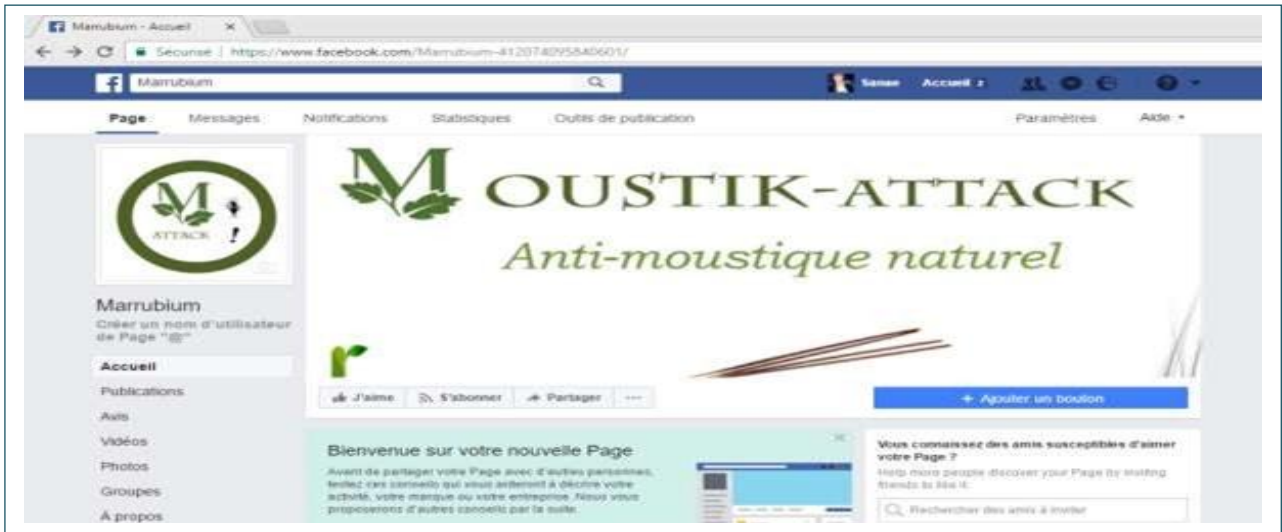 Marrubium - Accueil
Sécurisé | https://www.facebook.com/Marrubium-412074095840601/
Marrubium
Sanae Accueil 2
Page Messages Notifications Statistiques Outils de publication Paramètres Aide
M ATTACK !
MOUSTIK-ATTACK
Anti-moustique naturel
Marrubium
Créer un nom d'utilisateur
de Page "@"
Accueil
Publications
Avis
Vidéos
Photos
Groupes
À propos
J'aime S'abonner Partager ...
+ Ajouter un bouton
Bienvenue sur votre nouvelle Page
Avant de partager votre Page avec d'autres personnes,
testez ces conseils qui vous aideront à décrire votre
activité, votre marque ou votre entreprise. Nous vous
proposerons d'autres conseils par la suite.
Vous connaissez des amis susceptibles d'aimer
votre Page ?
Help more people discover your Page by inviting
friends to like it.
Rechercher des amis à inviter